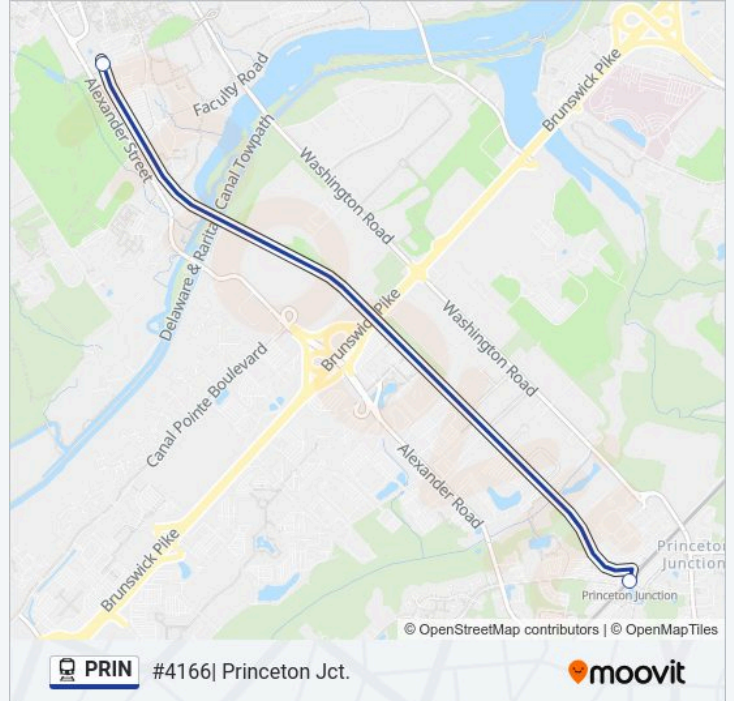 Faculty Road
Alexander Street
Brunswick Pike
Washington Road
Delaware & Raritan Canal Towpath
Brunswick Pike
Washington Road
Canal Pointe Boulevard
Alexander Road
Brunswick Pike
Princeton
Junction
Princeton Junction
© OpenStreetMap contributors | © OpenMapTiles
PRIN #4166| Princeton Jct.
moovit